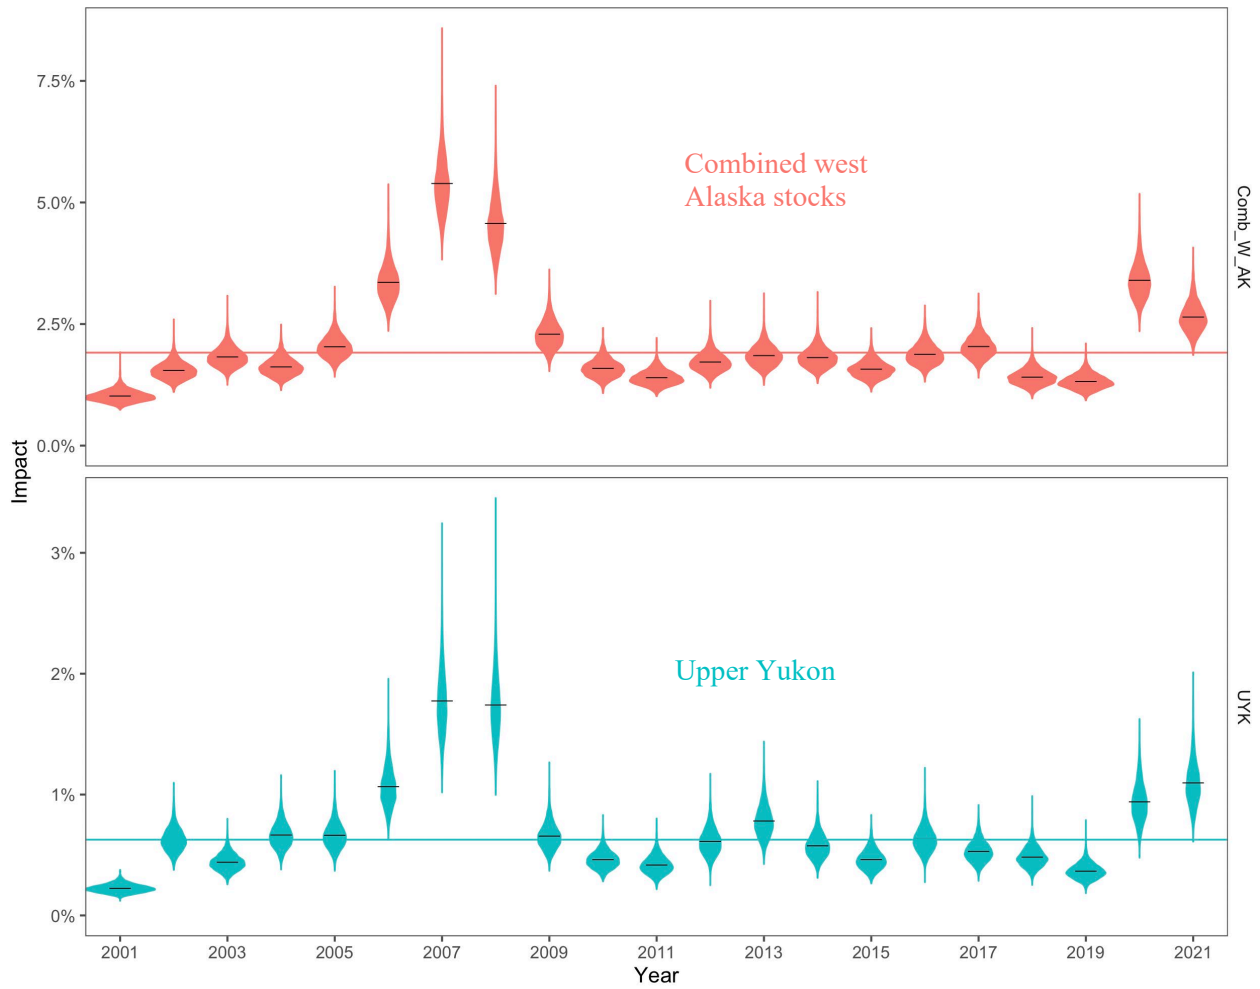 7.5%
5.0%
2.5%
0.0%
Combined west
Alaska stocks
Comb_W_AK
Impact
3%
2%
1%
0%
Upper Yukon
UYK
2001 2003 2005 2007 2009 2011 2013 2015 2017 2019 2021
Year